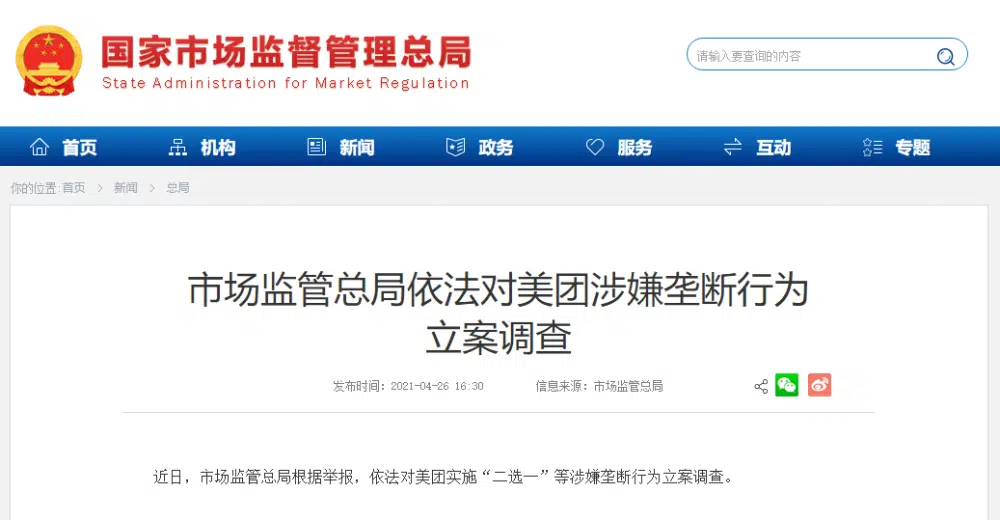 国家市场监督管理总局
State Administration for Market Regulation
请输入要查询的内容
首页 机构 新闻 政务 服务 互动 专题
你的位置:首页 > 新闻 > 总局
市场监管总局依法对美团涉嫌垄断行为
立案调查
发布时间：2021-04-26 16:30 信息来源：市场监管总局
近日，市场监管总局根据举报，依法对美团实施“二选一”等涉嫌垄断行为立案调查。